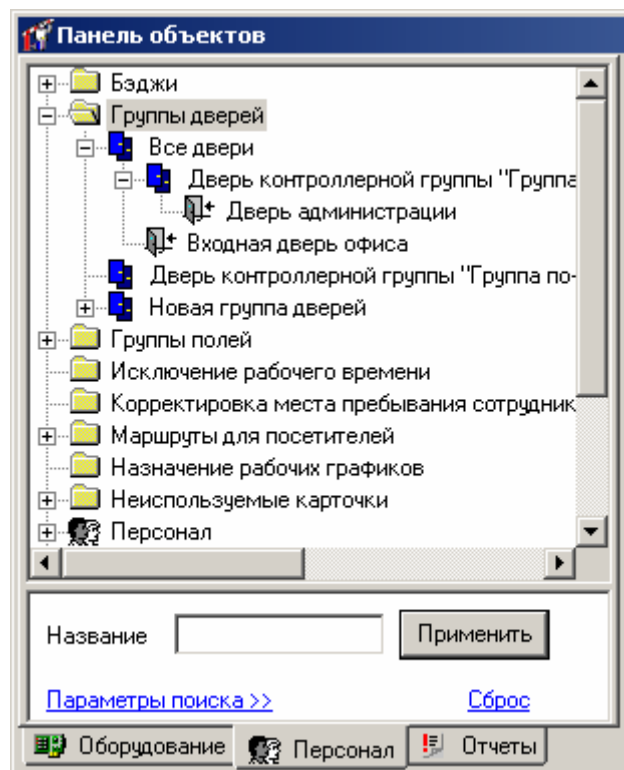 Панель объектов
Бэджи
Группы дверей
Все двери
Дверь контроллерной группы "Группа
Дверь администрации
Входная дверь офиса
Дверь контроллерной группы "Группа по-
Новая группа дверей
Группы полей
Исключение рабочего времени
Корректировка места пребывания сотрудник
Маршруты для посетителей
Назначение рабочих графиков
Неиспользуемые карточки
Персонал
Название Применить
Параметры поиска >> Сброс
Оборудование Персонал Отчеты